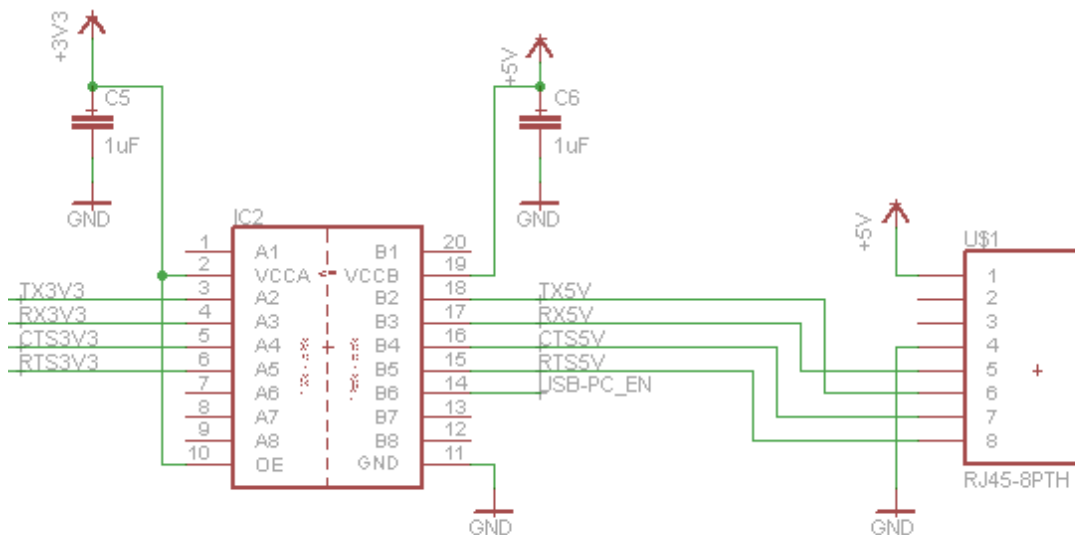 +3V3
C5
1uF
GND
+5V
C6
1uF
GND
IC2
1 A1 B1 20
2 VCCA VCCB 19
TX3V3 3 A2 B2 18 TX5V
RX3V3 4 A3 B3 17 RX5V
CTS3V3 5 A4 B4 16 CTS5V
RTS3V3 6 A5 B5 15 RTS5V
7 A6 B6 14 USB-PC_EN
8 A7 B7 13
9 A8 B8 12
10 OE GND 11
GND
+5V
U$1
1
2
3
4
5
6
7
8
RJ45-8PTH
GND